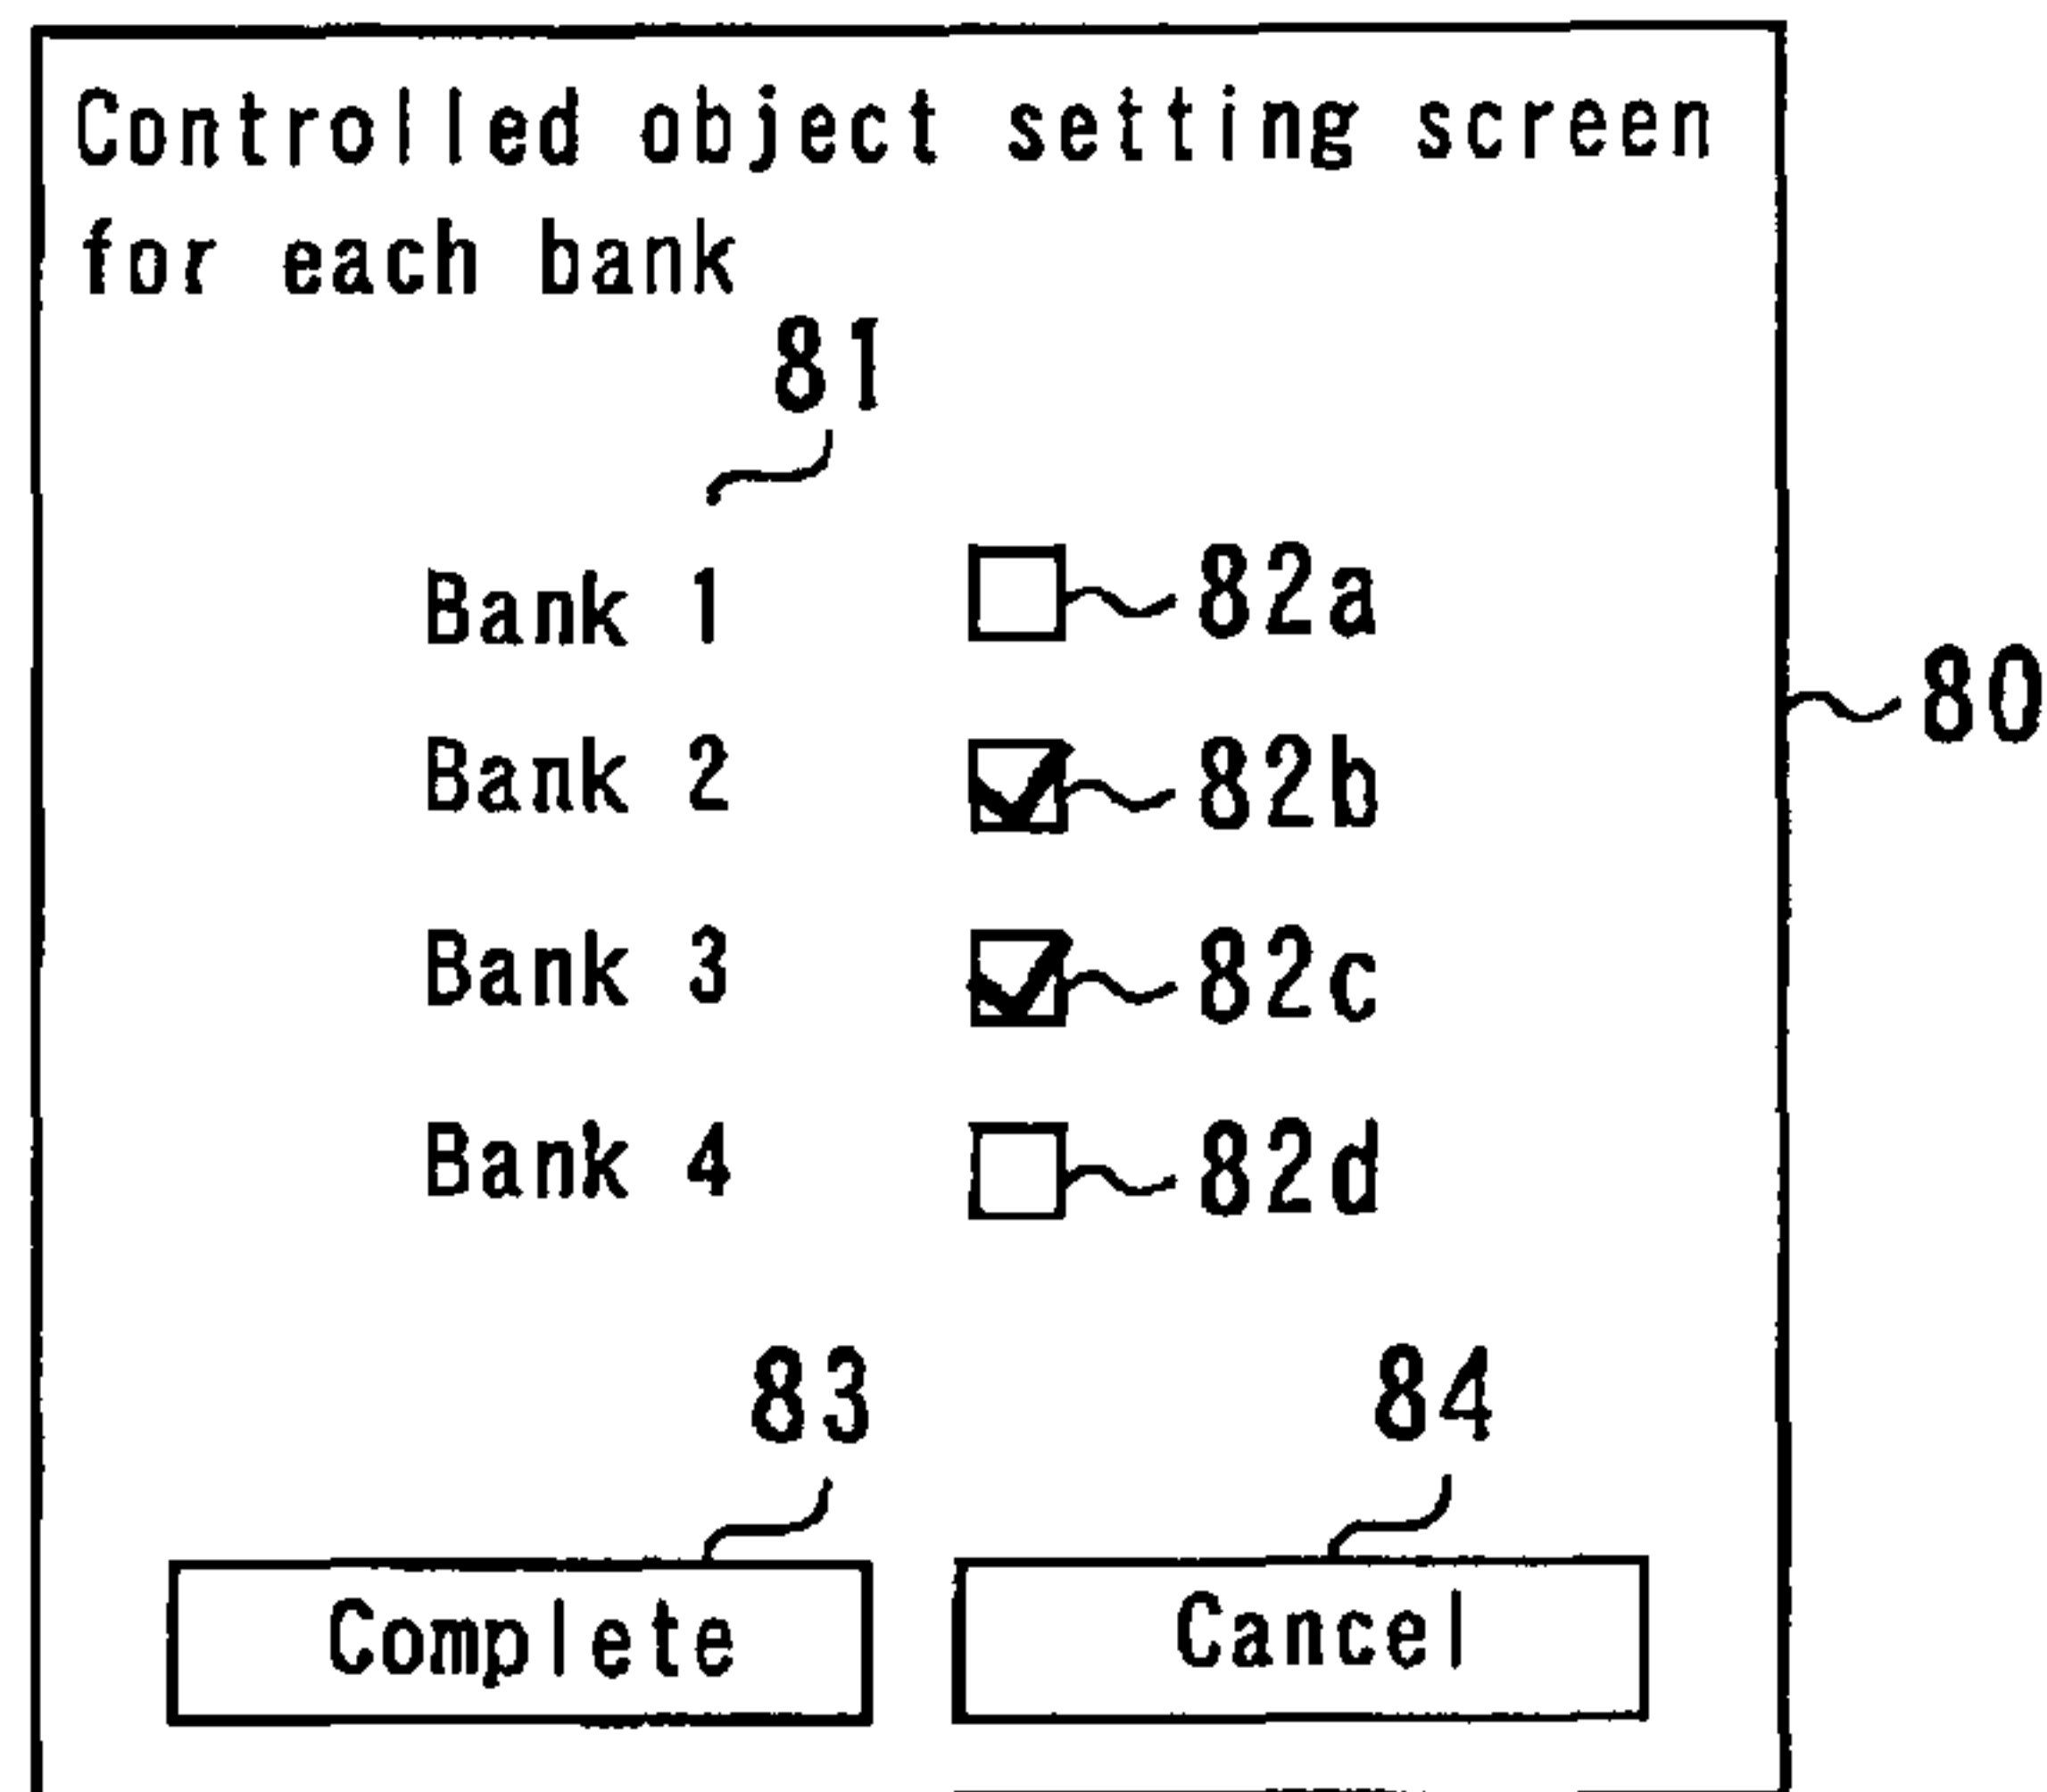 Controlled object setting screen
for each bank
81
Bank 1 82a
80
Bank 2 82b
Bank 3 82c
Bank 4 82d
83 84
Complete Cancel